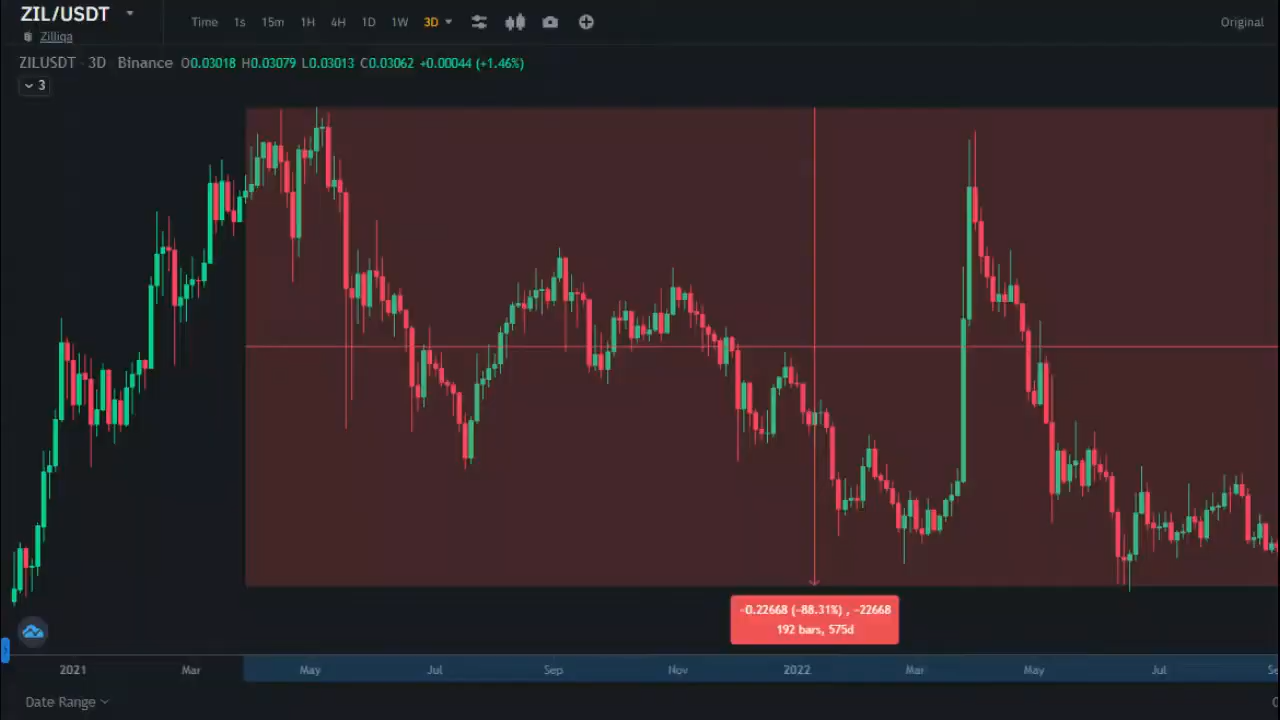 ZIL/USDT
Zilliqa
Time 1s 15m 1H 4H 1D 1W 3D
Original
ZILUSDT 3D Binance O0.03018 H0.03079 L0.03013 C0.03062 +0.00044 (+1.46%)
3
-0.22668 (-88.31%) , -22668
192 bars, 575d
2021 Mar May Jul Sep Nov 2022 Mar May Jul Se
Date Range